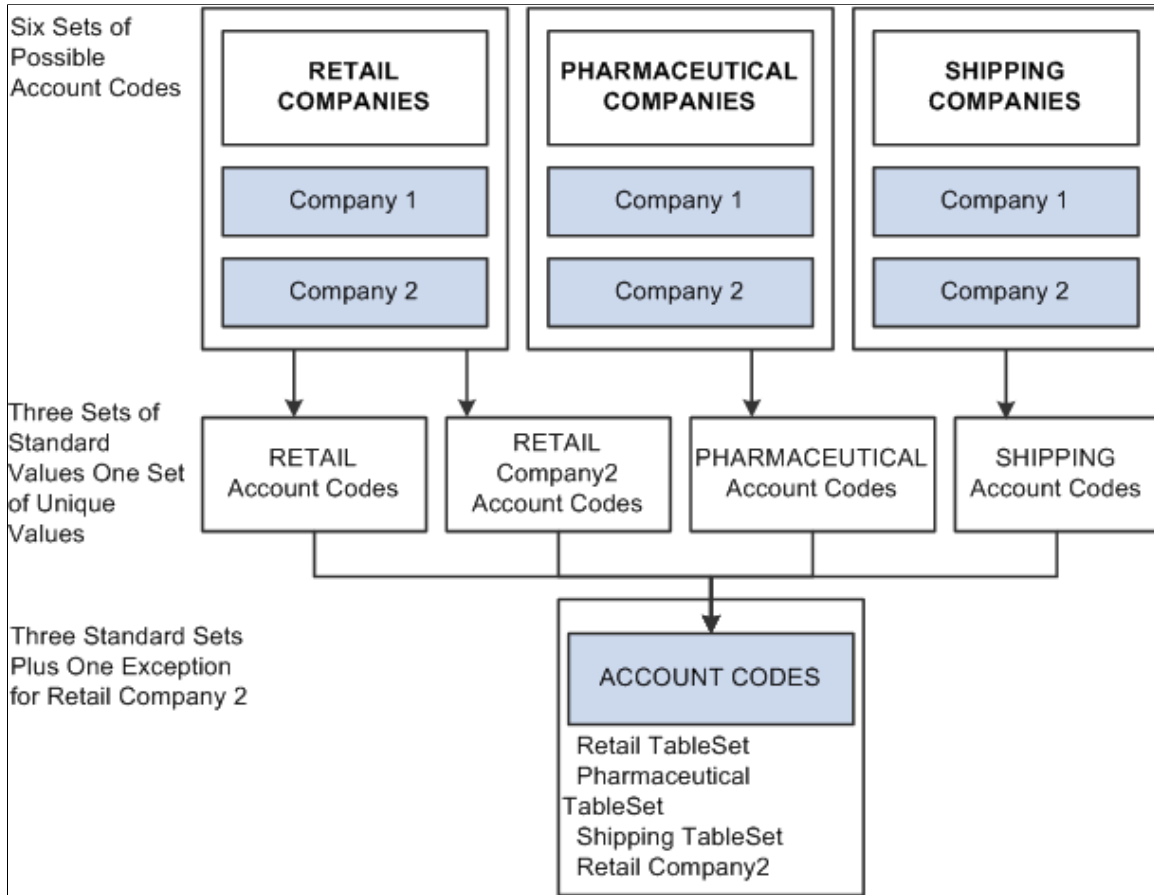 Six Sets of
Possible
Account Codes
RETAIL
COMPANIES
Company 1
Company 2
PHARMACEUTICAL
COMPANIES
Company 1
Company 2
SHIPPING
COMPANIES
Company 1
Company 2
Three Sets of
Standard
Values One Set
of Unique
Values
RETAIL
Account Codes
RETAIL
Company2
Account Codes
PHARMACEUTICAL
Account Codes
SHIPPING
Account Codes
Three Standard Sets
Plus One Exception
for Retail Company 2
ACCOUNT CODES
Retail TableSet
Pharmaceutical
TableSet
Shipping TableSet
Retail Company2